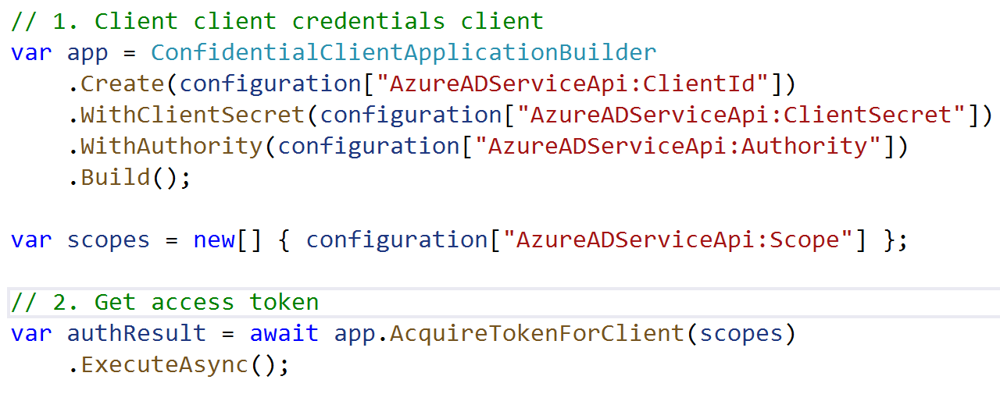 // 1. Client client credentials client
var app = ConfidentialClientApplicationBuilder
    .Create(configuration["AzureADServiceApi:ClientId"])
    .WithClientSecret(configuration["AzureADServiceApi:ClientSecret"])
    .WithAuthority(configuration["AzureADServiceApi:Authority"])
    .Build();

var scopes = new[] { configuration["AzureADServiceApi:Scope"] };

// 2. Get access token
var authResult = await app.AcquireTokenForClient(scopes)
    .ExecuteAsync();